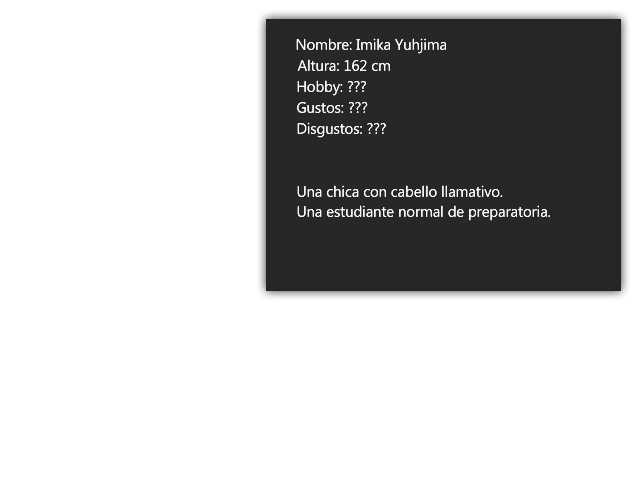 Nombre: Imika Yuhjima
Altura: 162 cm
Hobby: ???
Gustos: ???
Disgustos: ???
Una chica con cabello llamativo.
Una estudiante normal de preparatoria.